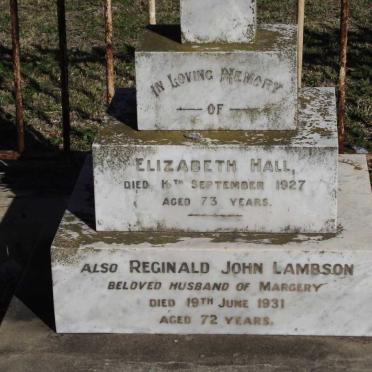 IN LOVING MEMORY
OF
ELIZABETH HALL,
DIED SEPTEMBER 1927
AGED 73 YEARS.
ALSO REGINALD JOHN LAMBSON
BELOVED HUSBAND OF MARGERY
DIED 19TH JUNE 1931
AGED 72 YEARS.